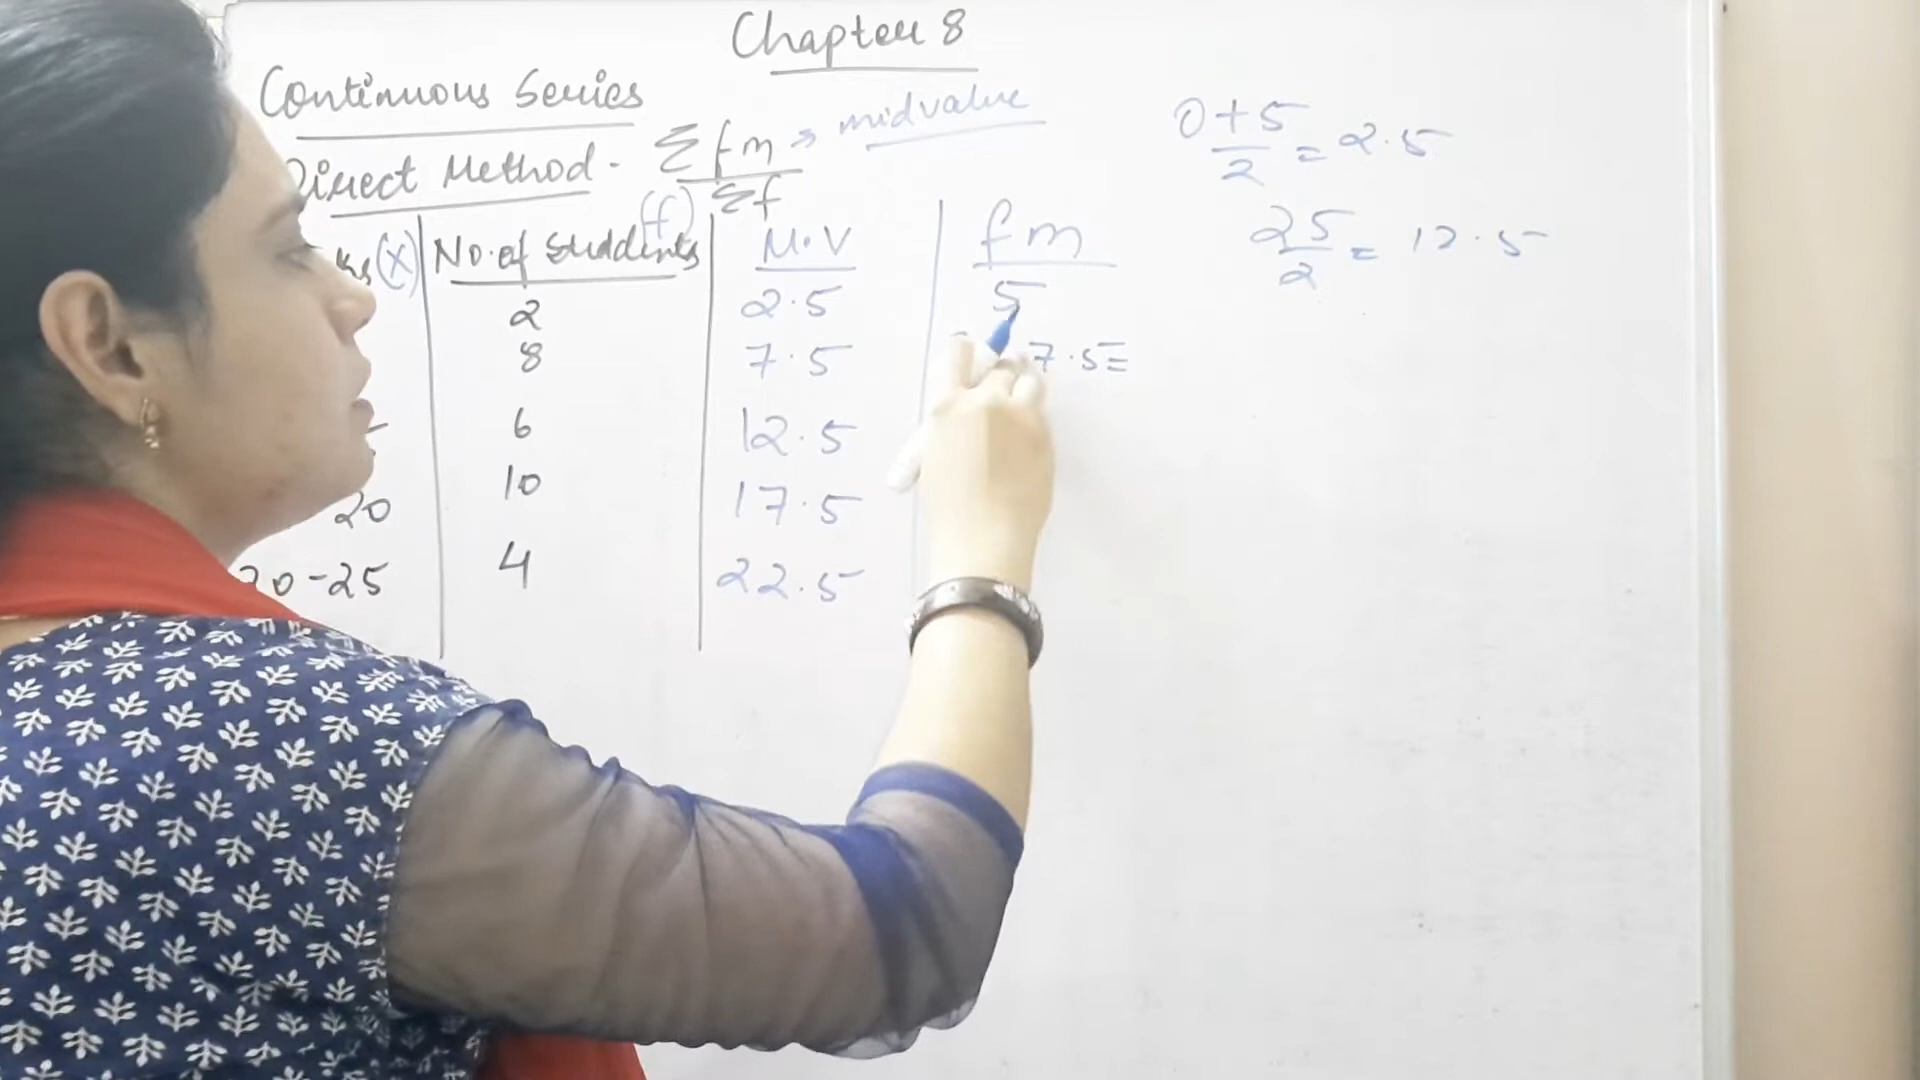 Chapter 8
Continuous Series
Direct Method - Σfm → midvalue
Σf
(x) No. of Studdents (f) M.V fm
2 2.5 5
8 7.5 7.5=
6 12.5
20 10 17.5
20-25 4 22.5
0+5
2 = 2.5
25
2 = 12.5